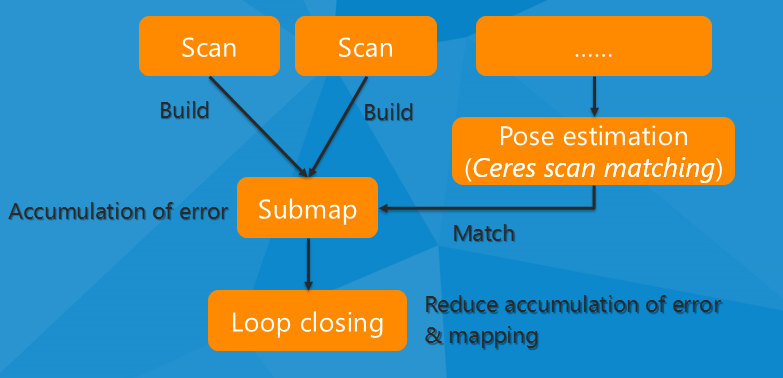 Scan
Scan
......
Build
Build
Pose estimation
(Ceres scan matching)
Accumulation of error
Submap
Match
Loop closing
Reduce accumulation of error
& mapping